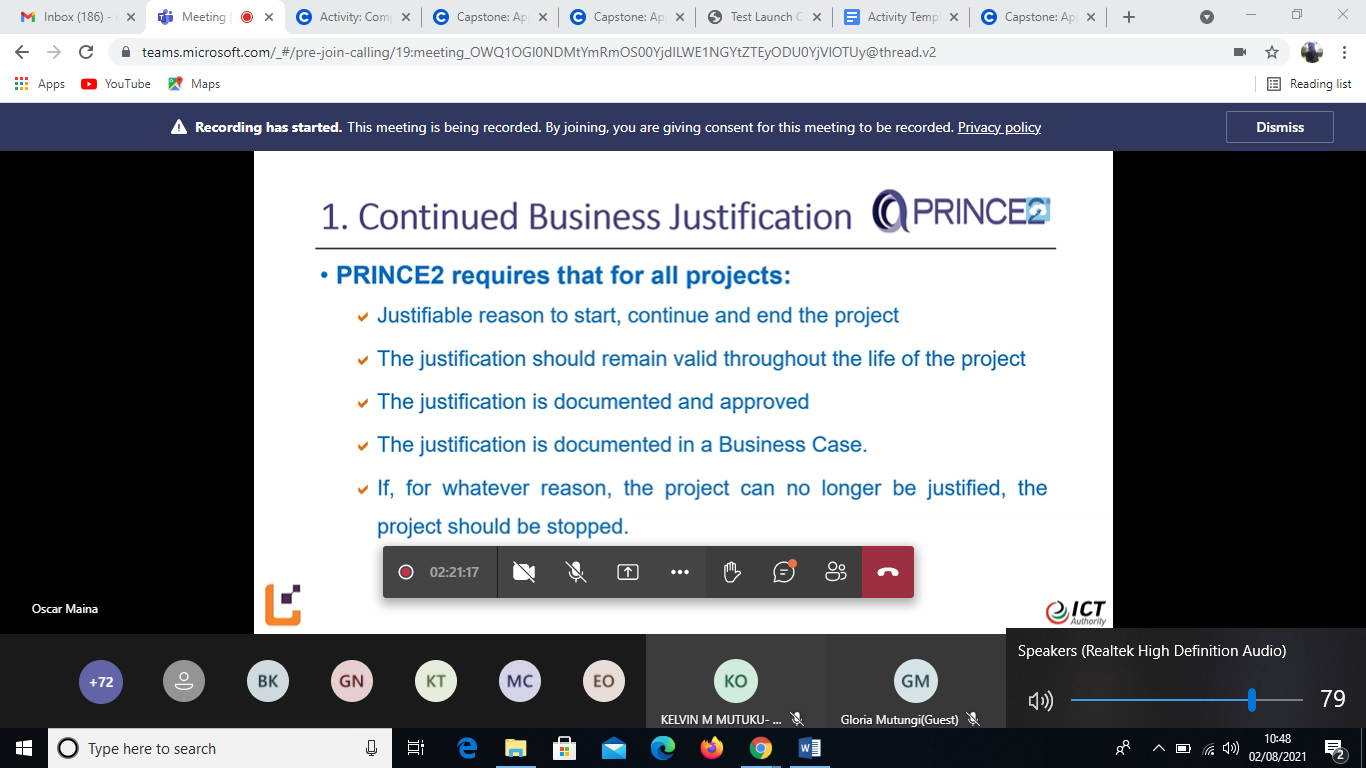 Inbox (186) -
Meeting |
Activity: Com
Capstone: Ap
Capstone: Ap
Test Launch C
Activity Temp
Capstone: Ap
teams.microsoft.com/_#/pre-join-calling/19:meeting_OWQ1OGI0NDMtYmRmOS00YjdlLWE1NGYtZTEyODU0YjVlOTUy@thread.v2
Apps
YouTube
Maps
Reading list
Recording has started. This meeting is being recorded. By joining, you are giving consent for this meeting to be recorded. Privacy policy
Dismiss
1. Continued Business Justification
PRINCE2
• PRINCE2 requires that for all projects:
Justifiable reason to start, continue and end the project
The justification should remain valid throughout the life of the project
The justification is documented and approved
The justification is documented in a Business Case.
If, for whatever reason, the project can no longer be justified, the
project should be stopped.
02:21:17
Oscar Maina
ICT
Authority
+72
BK
GN
KT
MC
EO
KO
KELVIN M MUTUKU- ...
GM
Gloria Mutungi(Guest)
Speakers (Realtek High Definition Audio)
79
Type here to search
10:48
02/08/2021
2